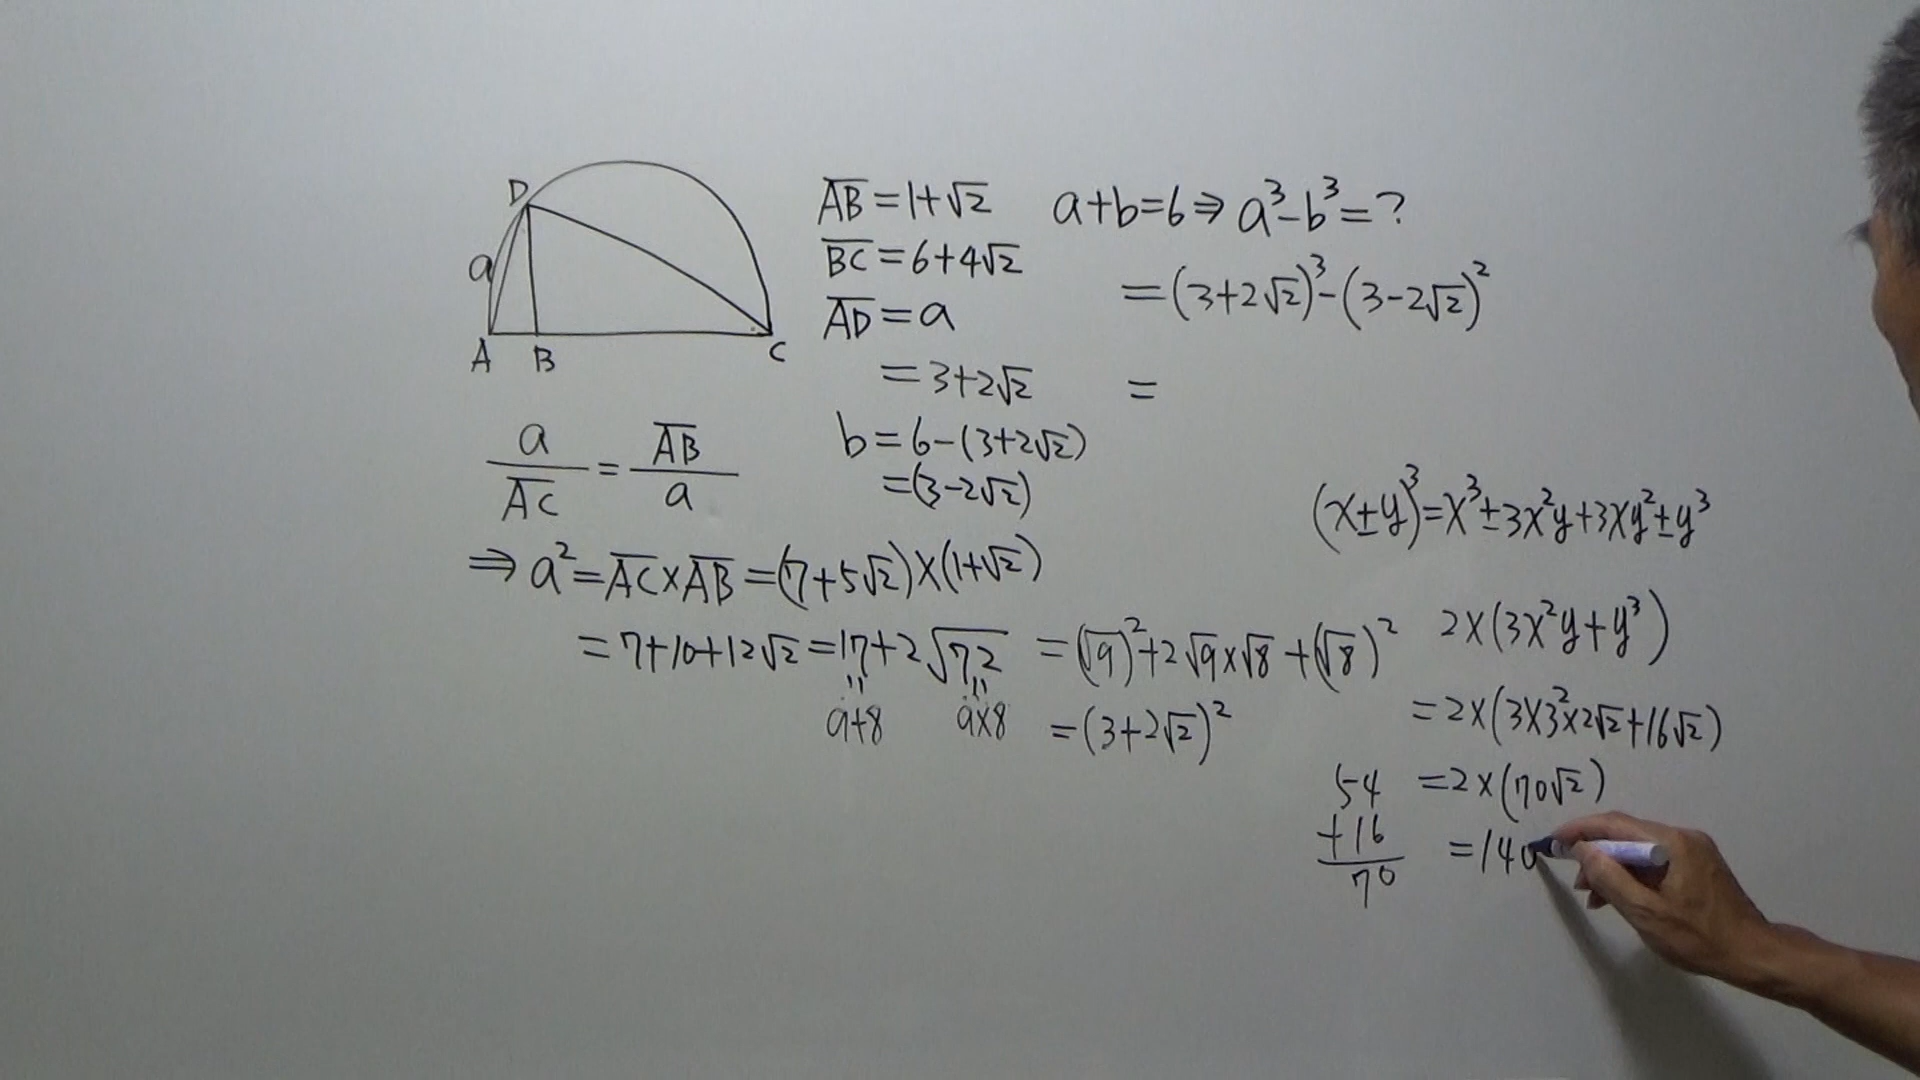 D
a
A B C
AB = 1+√2
BC = 6+4√2
AD = a
= 3+2√2
b = 6-(3+2√2)
=(3-2√2)
a+b=6 ⇒ a³-b³=?
=(3+2√2)³-(3-2√2)²
=
a/AC = AB/a
⇒ a²=AC×AB=(7+5√2)×(1+√2)
=7+10+12√2=17+2√72 =(√9)²+2√9×√8+(√8)²
" "
9+8 9×8 =(3+2√2)²
(x±y)³=x³±3x²y+3xy²±y³
2×(3x²y+y³)
=2×(3×3²×2√2+16√2)
=2×(70√2)
=140
54
+16
70